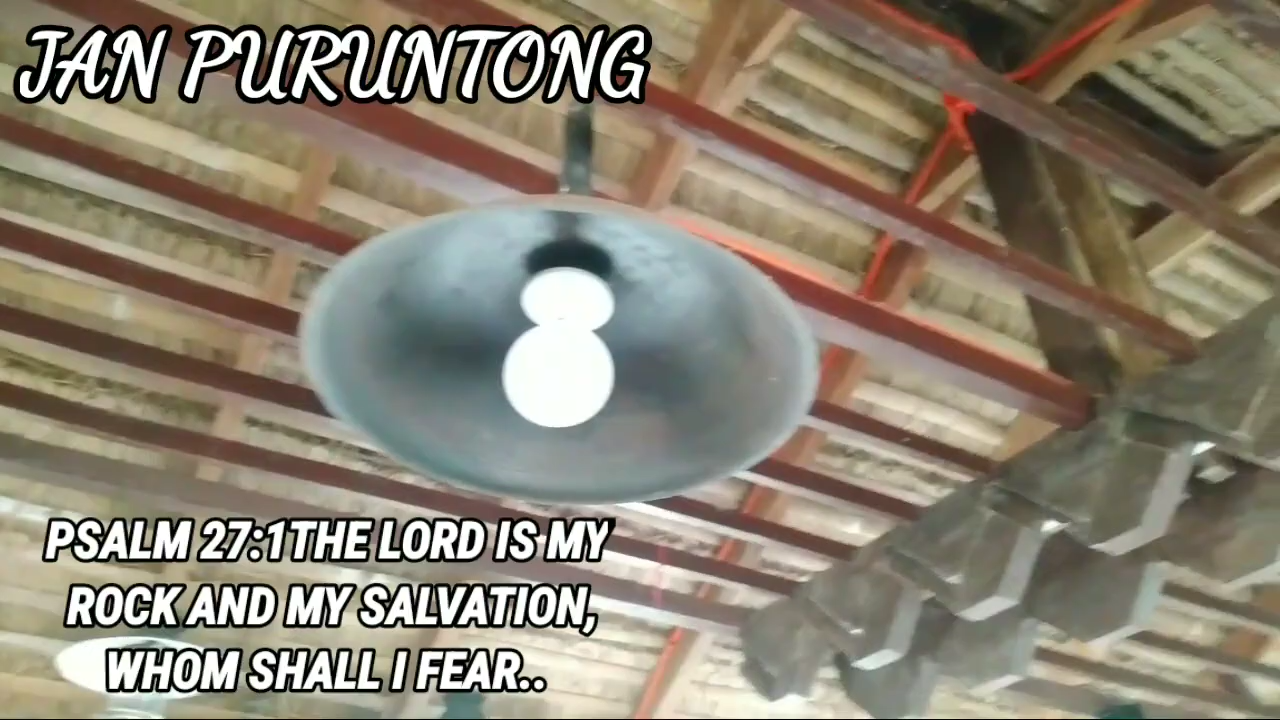 JAN PURUNTONG
PSALM 27:1THE LORD IS MY
ROCK AND MY SALVATION,
WHOM SHALL I FEAR..